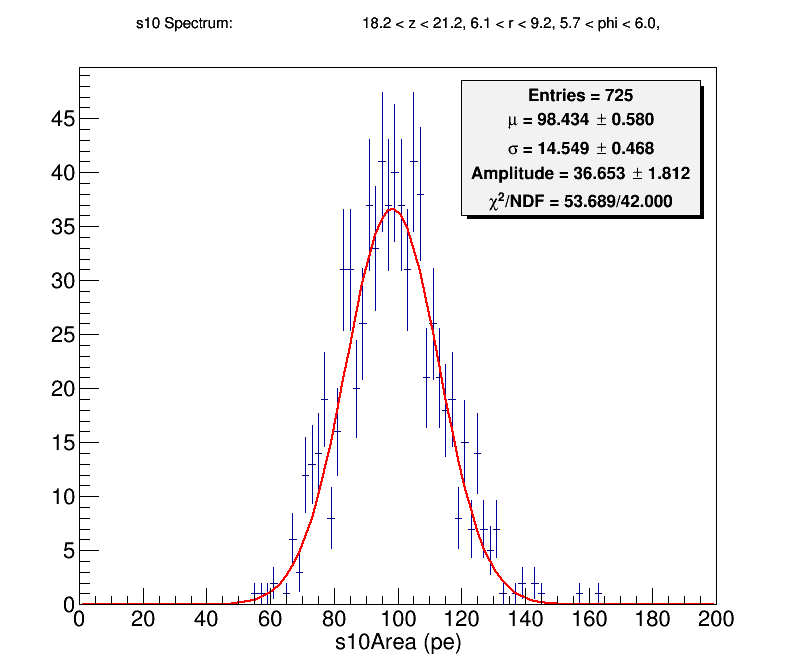 s10 Spectrum: 18.2 < z < 21.2, 6.1 < r < 9.2, 5.7 < phi < 6.0,
Entries = 725
μ = 98.434 ± 0.580
σ = 14.549 ± 0.468
Amplitude = 36.653 ± 1.812
χ²/NDF = 53.689/42.000
45
40
35
30
25
20
15
10
5
0
0 20 40 60 80 100 120 140 160 180 200
s10Area (pe)